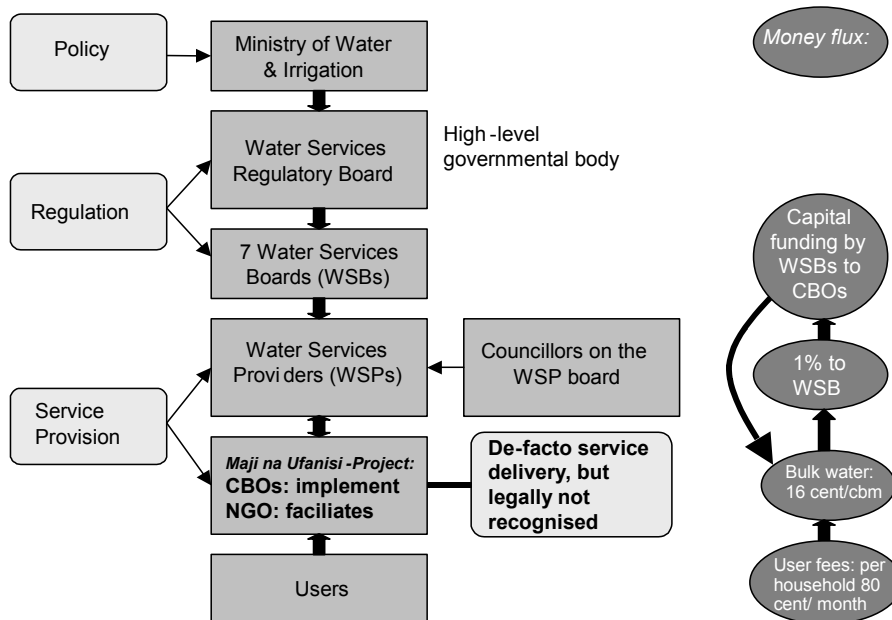 Policy
Ministry of Water
& Irrigation
Money flux:
Water Services
Regulatory Board
High-level
governmental body
Regulation
7 Water Services
Boards (WSBs)
Capital
funding by
WSBs to
CBOs
Water Services
Providers (WSPs)
Councillors on the
WSP board
1% to
WSB
Service
Provision
Maji na Ufanisi-Project:
CBOs: implement
NGO: faciliates
De-facto service
delivery, but
legally not
recognised
Bulk water:
16 cent/cbm
Users
User fees: per
household 80
cent/ month